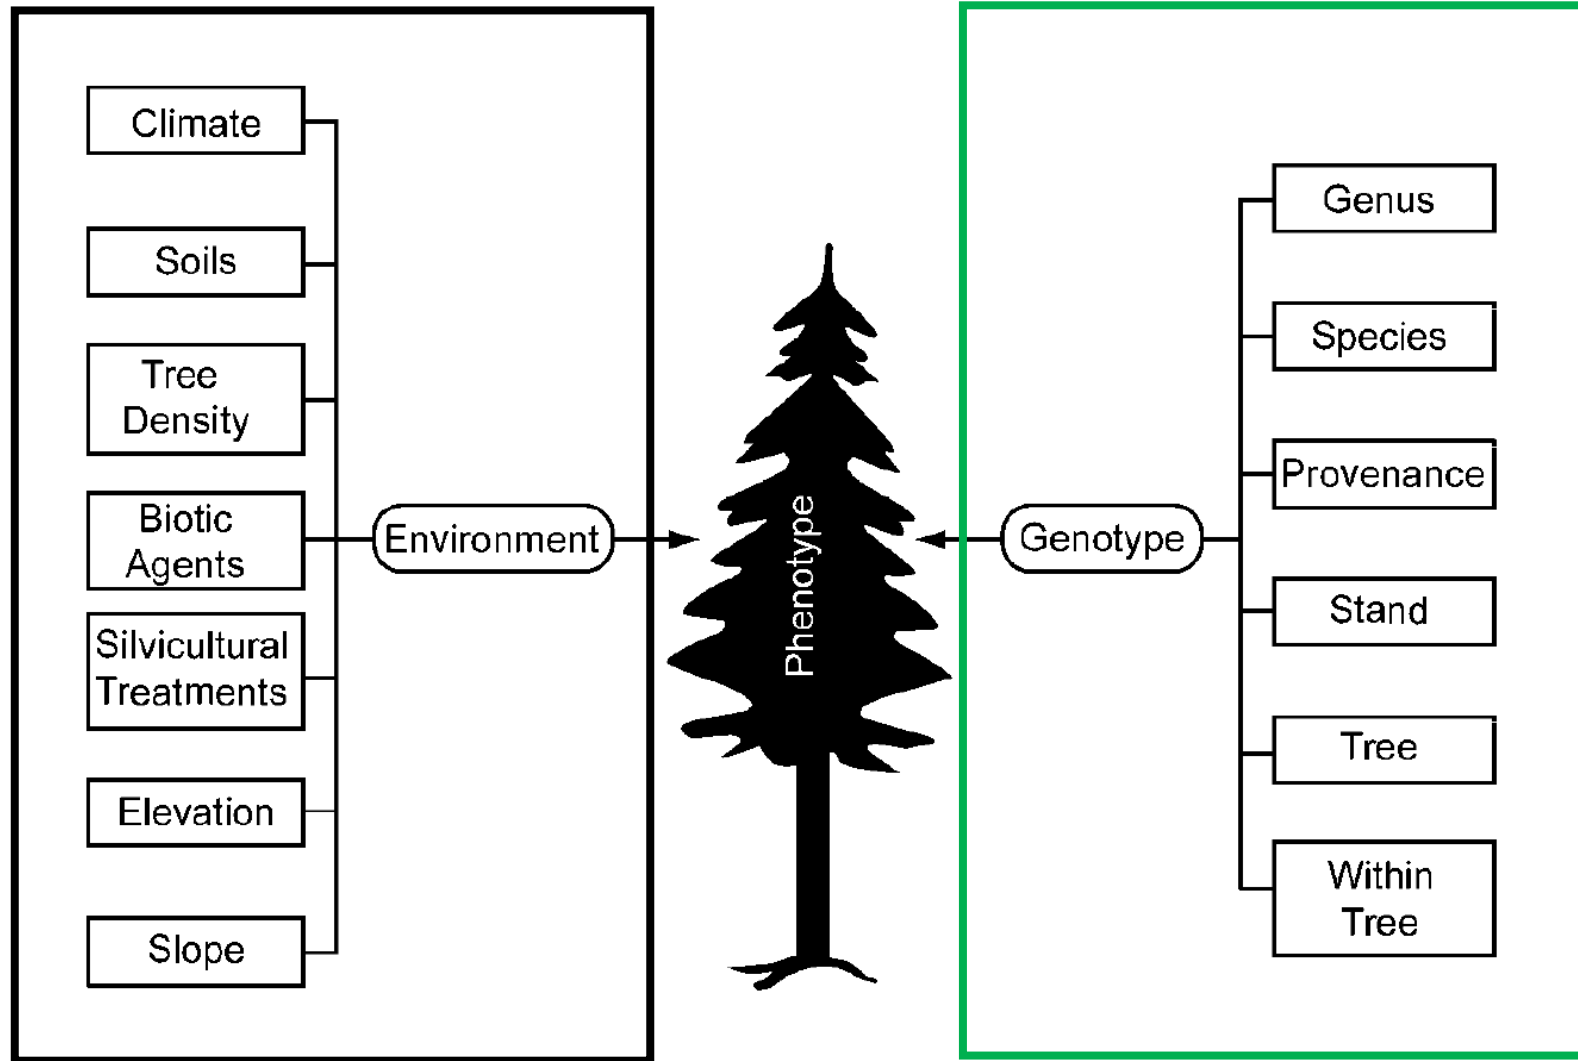 Climate
Soils
Tree
Density
Biotic
Agents
Silvicultural
Treatments
Elevation
Slope
Environment
Phenotype
Genotype
Genus
Species
Provenance
Stand
Tree
Within
Tree